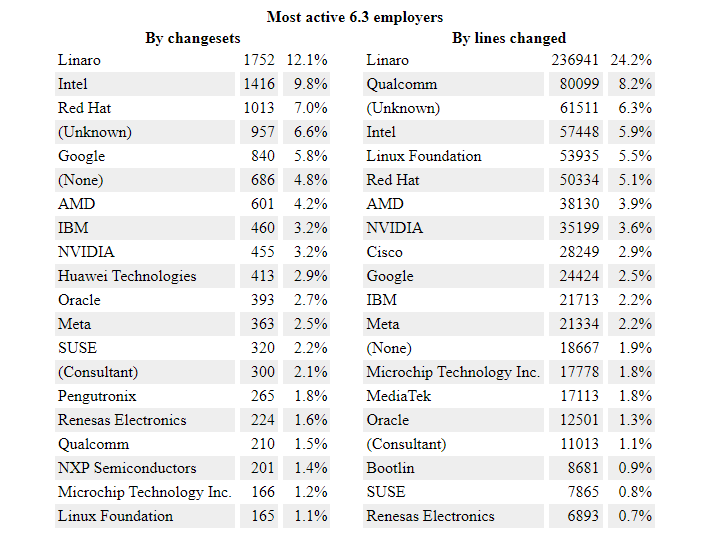 Most active 6.3 employers
By changesets By lines changed
Linaro 1752 12.1% Linaro 236941 24.2%
Intel 1416 9.8% Qualcomm 80099 8.2%
Red Hat 1013 7.0% (Unknown) 61511 6.3%
(Unknown) 957 6.6% Intel 57448 5.9%
Google 840 5.8% Linux Foundation 53935 5.5%
(None) 686 4.8% Red Hat 50334 5.1%
AMD 601 4.2% AMD 38130 3.9%
IBM 460 3.2% NVIDIA 35199 3.6%
NVIDIA 455 3.2% Cisco 28249 2.9%
Huawei Technologies 413 2.9% Google 24424 2.5%
Oracle 393 2.7% IBM 21713 2.2%
Meta 363 2.5% Meta 21334 2.2%
SUSE 320 2.2% (None) 18667 1.9%
(Consultant) 300 2.1% Microchip Technology Inc. 17778 1.8%
Pengutronix 265 1.8% MediaTek 17113 1.8%
Renesas Electronics 224 1.6% Oracle 12501 1.3%
Qualcomm 210 1.5% (Consultant) 11013 1.1%
NXP Semiconductors 201 1.4% Bootlin 8681 0.9%
Microchip Technology Inc. 166 1.2% SUSE 7865 0.8%
Linux Foundation 165 1.1% Renesas Electronics 6893 0.7%